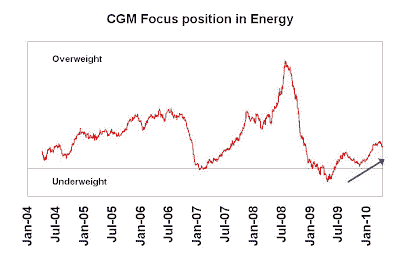 CGM Focus position in Energy
Overweight
Underweight
Jan-04
Jul-04
Jan-05
Jul-05
Jan-06
Jul-06
Jan-07
Jul-07
Jan-08
Jul-08
Jan-09
Jul-09
Jan-10